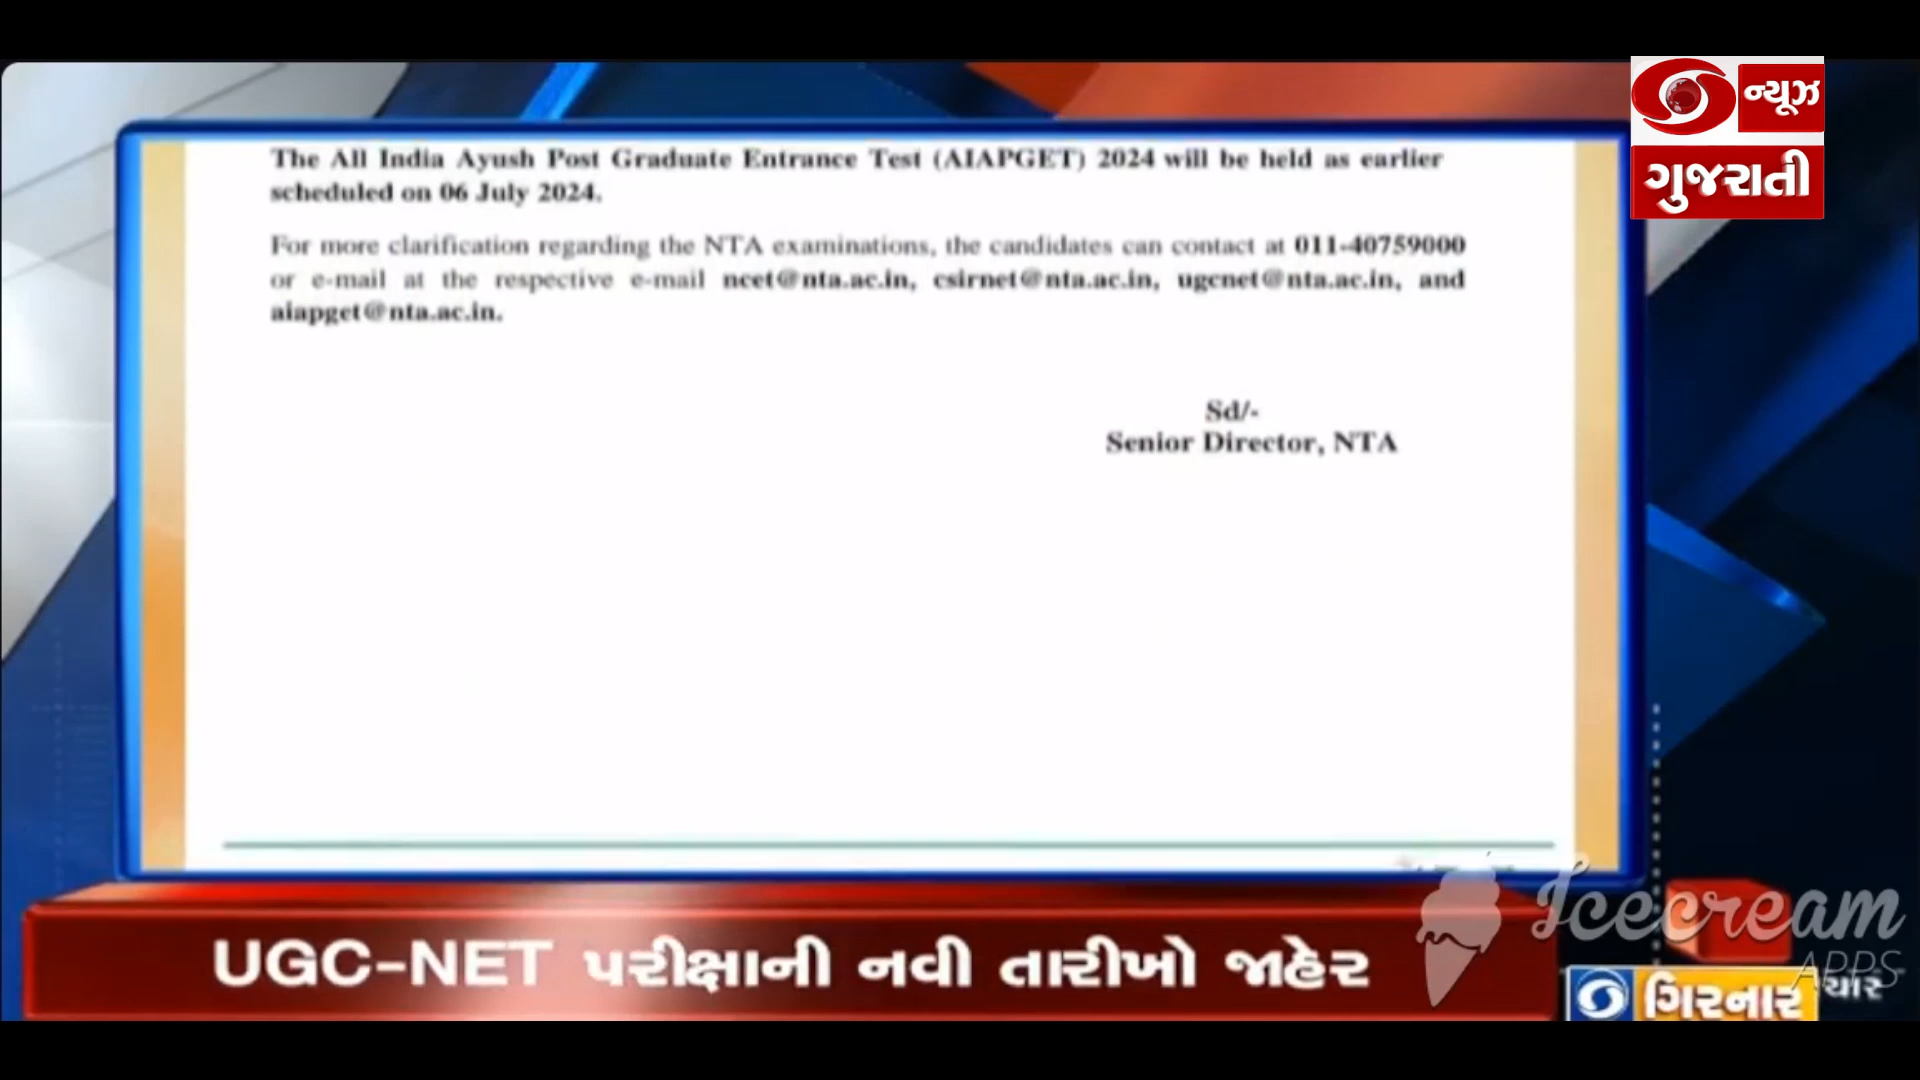 ન્યૂઝ
ગુજરાતી
The All India Ayush Post Graduate Entrance Test (AIAPGET) 2024 will be held as earlier
scheduled on 06 July 2024.
For more clarification regarding the NTA examinations, the candidates can contact at 011-40759000
or e-mail at the respective e-mail ncet@nta.ac.in, csirnet@nta.ac.in, ugcnet@nta.ac.in, and
aiapget@nta.ac.in.
Sd/-
Senior Director, NTA
UGC-NET પરીક્ષાની નવી તારીખો જાહેર
Icecream
APPS
ગિરનાર